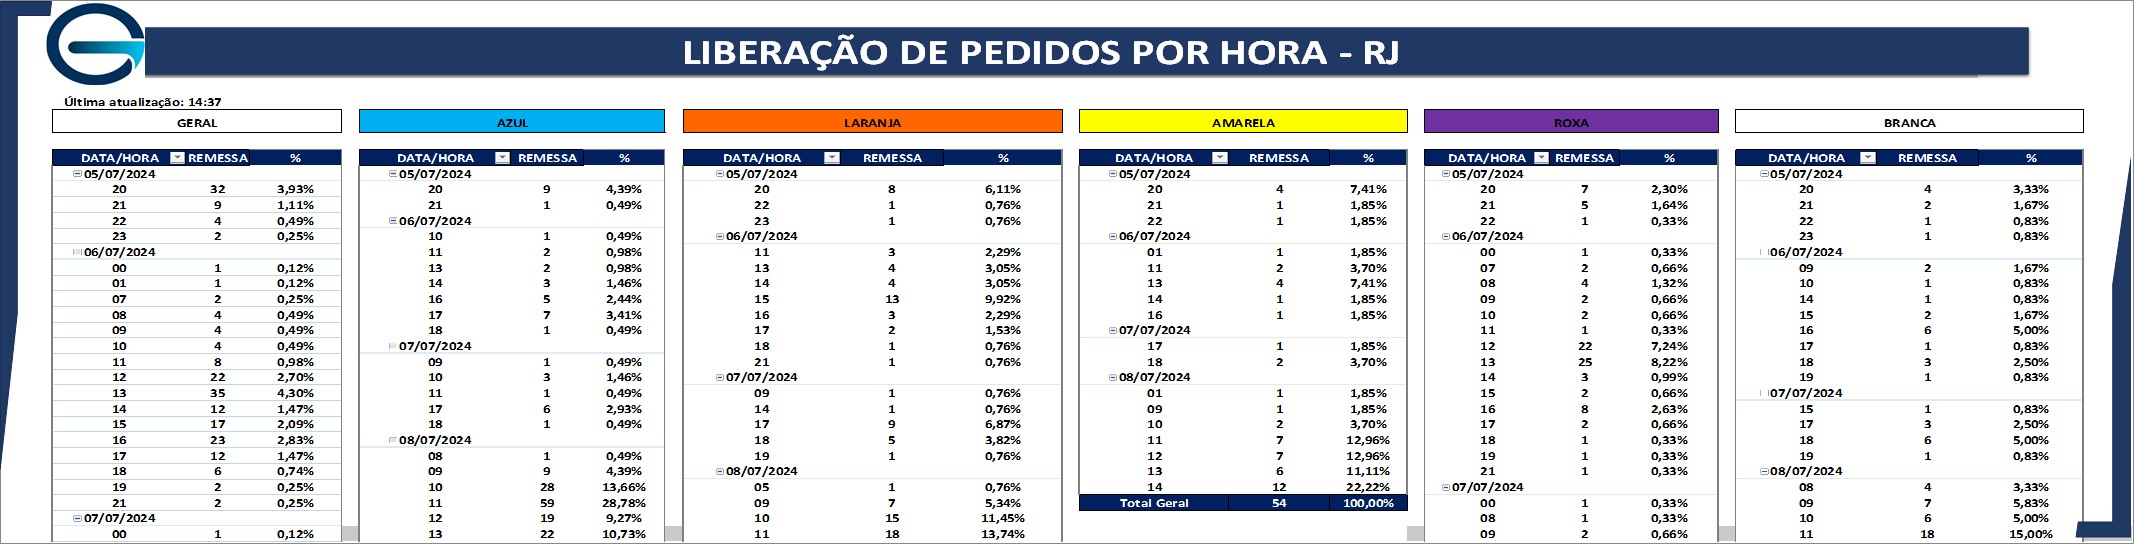 LIBERAÇÃO DE PEDIDOS POR HORA - RJ
Última atualização: 14:37
GERAL
DATA/HORA REMESSA %
05/07/2024
20 32 3,93%
21 9 1,11%
22 4 0,49%
23 2 0,25%
06/07/2024
00 1 0,12%
01 1 0,12%
07 2 0,25%
08 4 0,49%
09 4 0,49%
10 4 0,49%
11 8 0,98%
12 22 2,70%
13 35 4,30%
14 12 1,47%
15 17 2,09%
16 23 2,83%
17 12 1,47%
18 6 0,74%
19 2 0,25%
21 2 0,25%
07/07/2024
00 1 0,12%
AZUL
DATA/HORA REMESSA %
05/07/2024
20 9 4,39%
21 1 0,49%
06/07/2024
10 1 0,49%
11 2 0,98%
13 2 0,98%
14 3 1,46%
16 5 2,44%
17 7 3,41%
18 1 0,49%
07/07/2024
09 1 0,49%
10 3 1,46%
11 1 0,49%
17 6 2,93%
18 1 0,49%
08/07/2024
08 1 0,49%
09 9 4,39%
10 28 13,66%
11 59 28,78%
12 19 9,27%
13 22 10,73%
LARANJA
DATA/HORA REMESSA %
05/07/2024
20 8 6,11%
22 1 0,76%
23 1 0,76%
06/07/2024
11 3 2,29%
13 4 3,05%
14 4 3,05%
15 13 9,92%
16 3 2,29%
17 2 1,53%
18 1 0,76%
21 1 0,76%
07/07/2024
09 1 0,76%
14 1 0,76%
17 9 6,87%
18 5 3,82%
19 1 0,76%
08/07/2024
05 1 0,76%
09 7 5,34%
10 15 11,45%
11 18 13,74%
AMARELA
DATA/HORA REMESSA %
05/07/2024
20 4 7,41%
21 1 1,85%
22 1 1,85%
06/07/2024
01 1 1,85%
11 2 3,70%
13 4 7,41%
14 1 1,85%
16 1 1,85%
07/07/2024
17 1 1,85%
18 2 3,70%
08/07/2024
01 1 1,85%
09 1 1,85%
10 2 3,70%
11 7 12,96%
12 7 12,96%
13 6 11,11%
14 12 22,22%
Total Geral 54 100,00%
ROXA
DATA/HORA REMESSA %
05/07/2024
20 7 2,30%
21 5 1,64%
22 1 0,33%
06/07/2024
00 1 0,33%
07 2 0,66%
08 4 1,32%
09 2 0,66%
10 2 0,66%
11 1 0,33%
12 22 7,24%
13 25 8,22%
14 3 0,99%
15 2 0,66%
16 8 2,63%
17 2 0,66%
18 1 0,33%
19 1 0,33%
21 1 0,33%
07/07/2024
00 1 0,33%
08 1 0,33%
09 2 0,66%
BRANCA
DATA/HORA REMESSA %
05/07/2024
20 4 3,33%
21 2 1,67%
22 1 0,83%
23 1 0,83%
06/07/2024
09 2 1,67%
10 1 0,83%
14 1 0,83%
15 2 1,67%
16 6 5,00%
17 1 0,83%
18 3 2,50%
19 1 0,83%
07/07/2024
15 1 0,83%
17 3 2,50%
18 6 5,00%
19 1 0,83%
08/07/2024
08 4 3,33%
09 7 5,83%
10 6 5,00%
11 18 15,00%